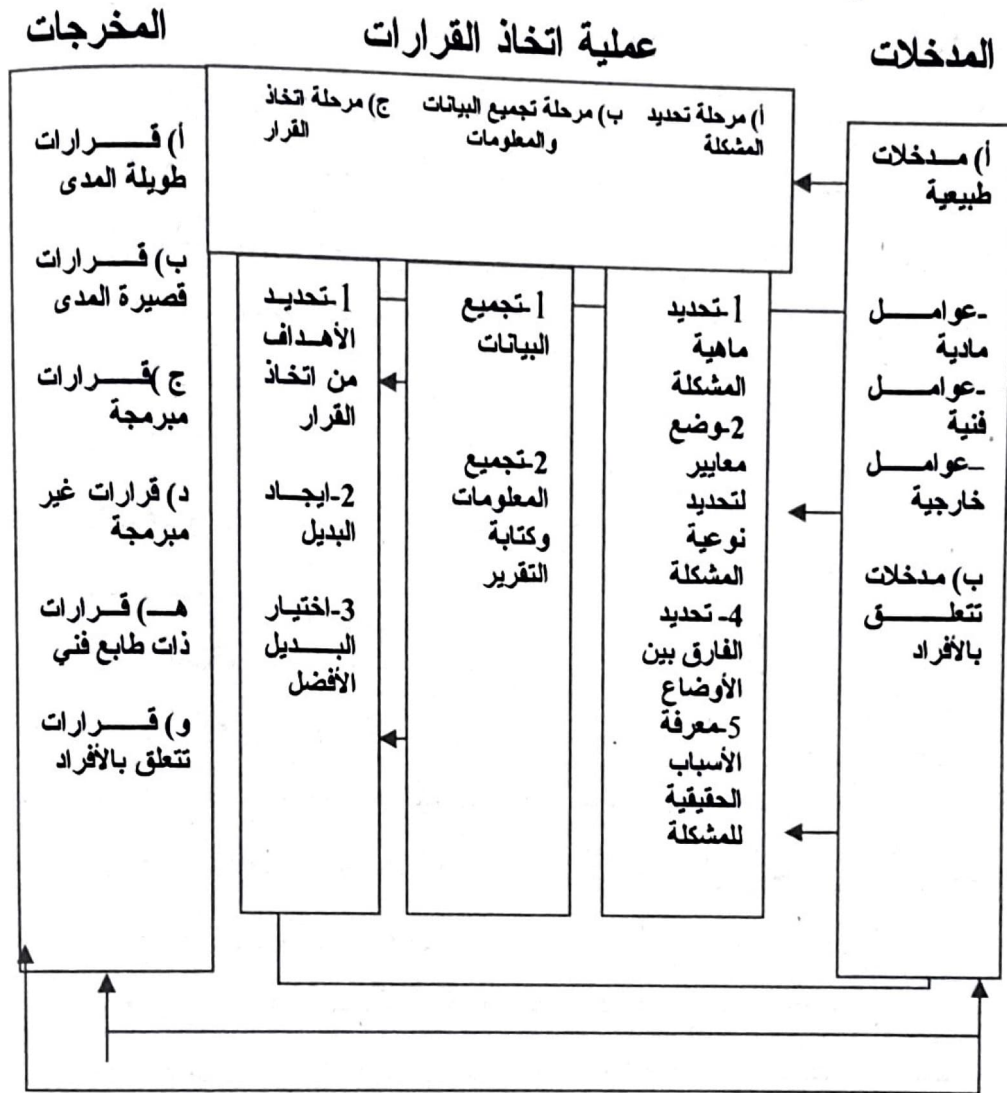 المدخلات
عملية اتخاذ القرارات
المخرجات
أ) مدخلات
طبيعية
-عوامل
مادية
-عوامل
فنية
-عوامل
خارجية
ب) مدخلات
تتعلق
بالأفراد
أ) مرحلة تحديد
المشكلة
ب) مرحلة تجميع البيانات
والمعلومات
ج) مرحلة اتخاذ
القرار
1-تحديد
ماهية
المشكلة
2-وضع
معايير
لتحديد
نوعية
المشكلة
4- تحديد
الفارق بين
الأوضاع
5-معرفة
الأسباب
الحقيقية
للمشكلة
1-تجميع
البيانات
2-تجميع
المعلومات
وكتابة
التقرير
1-تحديد
الأهداف
من اتخاذ
القرار
2-ايجاد
البديل
3-اختيار
البديل
الأفضل
أ) قرارات
طويلة المدى
ب) قرارات
قصيرة المدى
ج )قرارات
مبرمجة
د) قرارات غير
مبرمجة
هـ) قرارات
ذات طابع فني
و) قرارات
تتعلق بالأفراد